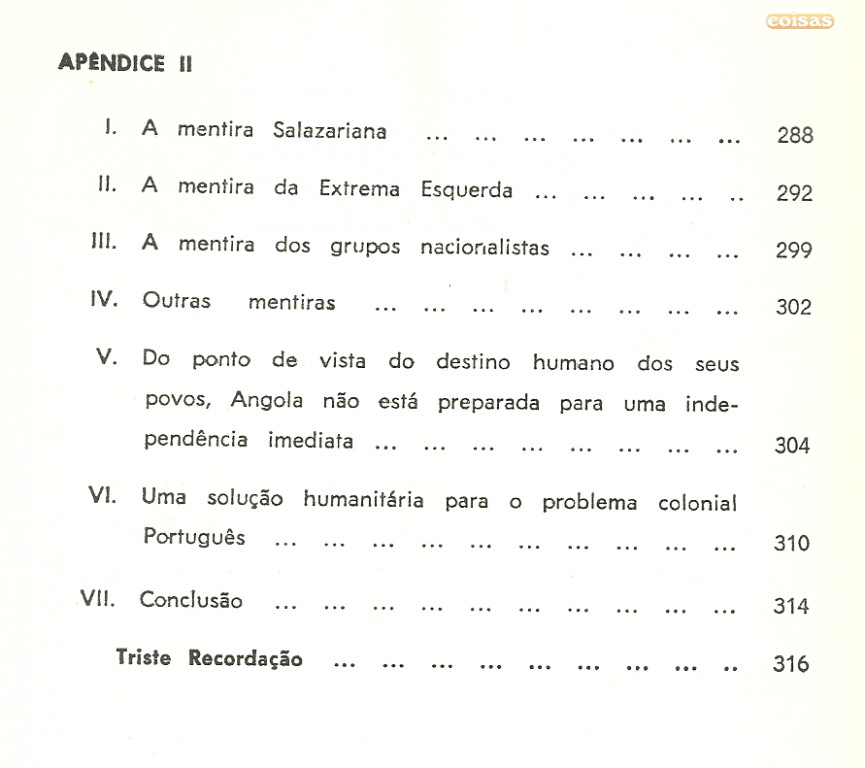 coisas
APÊNDICE II
I. A mentira Salazariana ... ... ... ... ... ... ... 288
II. A mentira da Extrema Esquerda ... ... ... ... .. 292
III. A mentira dos grupos nacionalistas ... ... ... ... 299
IV. Outras mentiras ... ... ... ... ... ... ... ... 302
V. Do ponto de vista do destino humano dos seus
povos, Angola não está preparada para uma inde-
pendência imediata ... ... ... ... ... ... ... ... 304
VI. Uma solução humanitária para o problema colonial
Português ... ... ... ... ... ... ... ... ... ... 310
VII. Conclusão ... ... ... ... ... ... ... ... ... ... 314
Triste Recordação ... ... ... ... ... ... ... ... .. 316